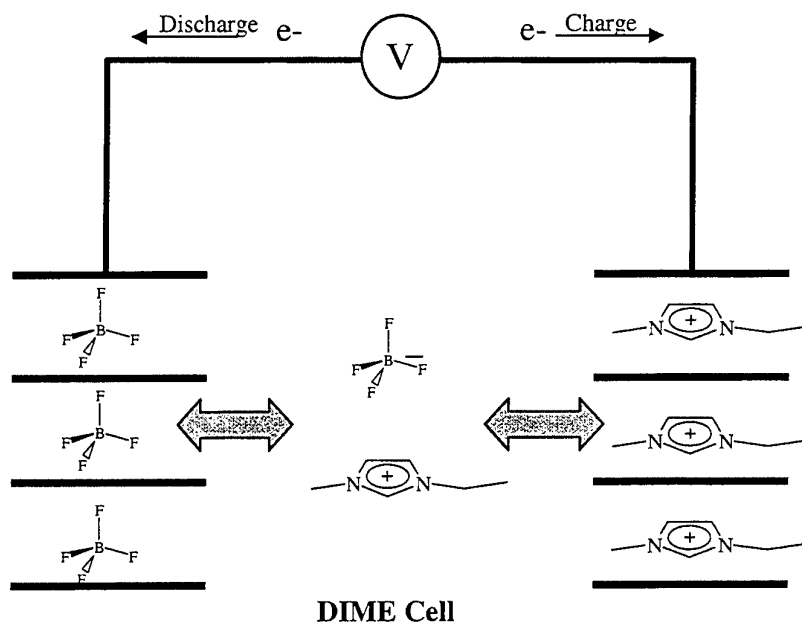 Discharge e-
e- Charge
V
F
B
F F
F
F
B
F F
F
F
B
F F
F
F
B −
F F
F
N + N
N + N
N + N
N + N
DIME Cell